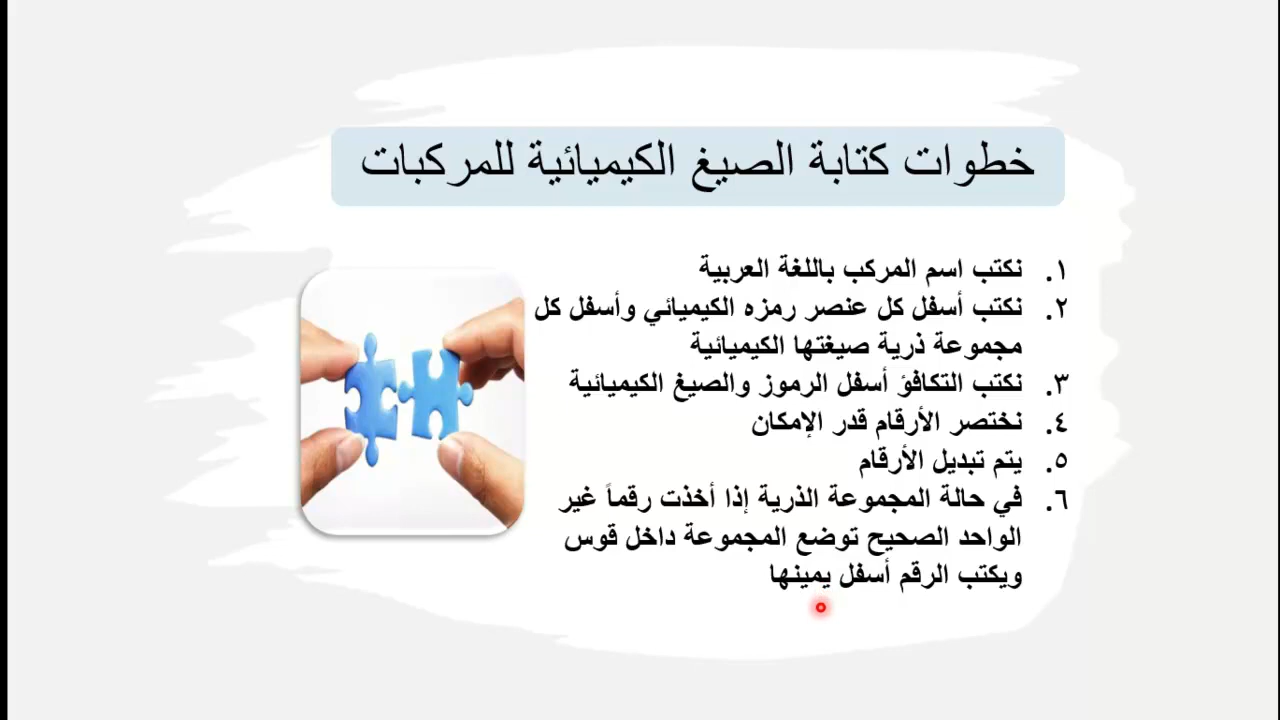 خطوات كتابة الصيغ الكيميائية للمركبات
١. نكتب اسم المركب باللغة العربية
٢. نكتب أسفل كل عنصر رمزه الكيميائي وأسفل كل
مجموعة ذرية صيغتها الكيميائية
٣. نكتب التكافؤ أسفل الرموز والصيغ الكيميائية
٤. نختصر الأرقام قدر الإمكان
٥. يتم تبديل الأرقام
٦. في حالة المجموعة الذرية إذا أخذت رقماً غير
الواحد الصحيح توضع المجموعة داخل قوس
ويكتب الرقم أسفل يمينها